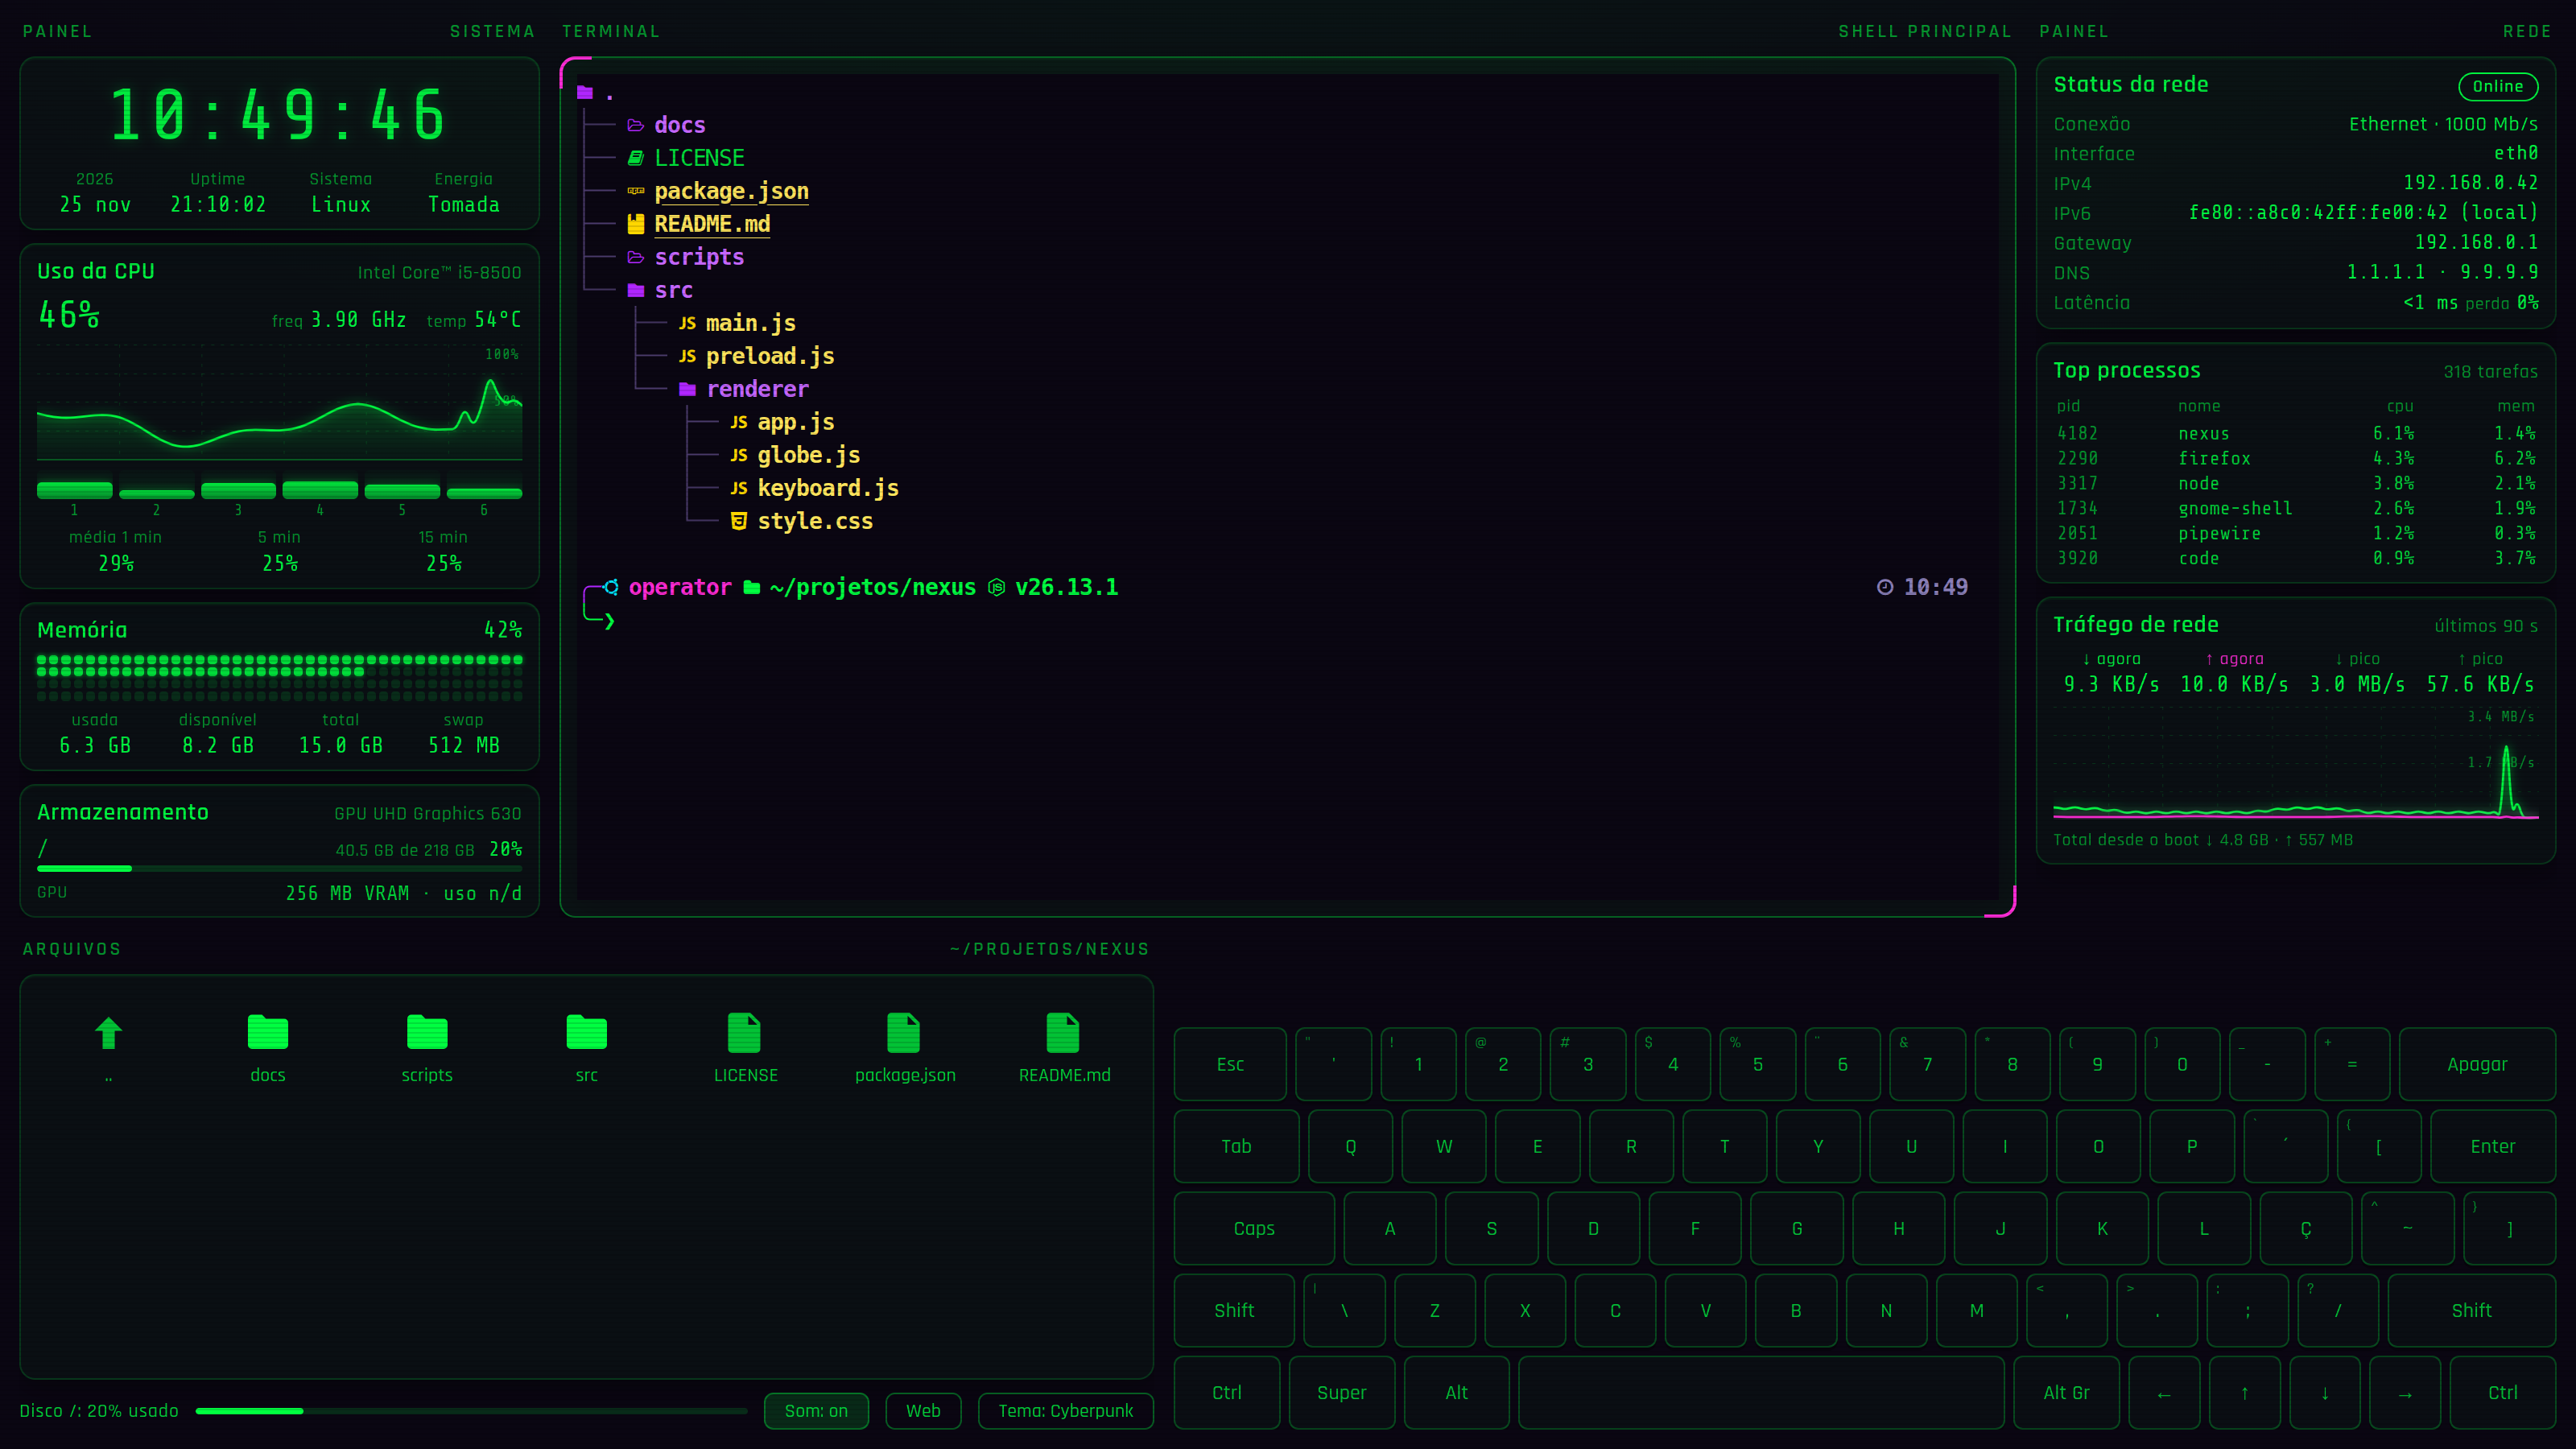 PAINEL SISTEMA
10:49:46
2026 Uptime Sistema Energia
25 nov 21:10:02 Linux Tomada
Uso da CPU Intel Core™ i5-8500
46% freq 3.90 GHz temp 54°C
100%
50%
1 2 3 4 5 6
média 1 min 5 min 15 min
29% 25% 25%
Memória 42%
usada disponível total swap
6.3 GB 8.2 GB 15.0 GB 512 MB
Armazenamento GPU UHD Graphics 630
/ 40.5 GB de 218 GB 20%
GPU 256 MB VRAM · uso n/d
TERMINAL SHELL PRINCIPAL
.
docs
LICENSE
package.json
README.md
scripts
src
JS main.js
JS preload.js
renderer
JS app.js
JS globe.js
JS keyboard.js
style.css
operator ~/projetos/nexus v26.13.1 10:49
❯
PAINEL REDE
Status da rede Online
Conexão Ethernet · 1000 Mb/s
Interface eth0
IPv4 192.168.0.42
IPv6 fe80::a8c0:42ff:fe00:42 (local)
Gateway 192.168.0.1
DNS 1.1.1.1 · 9.9.9.9
Latência <1 ms perda 0%
Top processos 318 tarefas
pid nome cpu mem
4182 nexus 6.1% 1.4%
2290 firefox 4.3% 6.2%
3317 node 3.8% 2.1%
1734 gnome-shell 2.6% 1.9%
2051 pipewire 1.2% 0.3%
3920 code 0.9% 3.7%
Tráfego de rede últimos 90 s
↓ agora ↑ agora ↓ pico ↑ pico
9.3 KB/s 10.0 KB/s 3.0 MB/s 57.6 KB/s
3.4 MB/s
1.7
Total desde o boot ↓ 4.8 GB · ↑ 557 MB
ARQUIVOS ~/PROJETOS/NEXUS
.. docs scripts src LICENSE package.json README.md
Disco /: 20% usado Som: on Web Tema: Cyberpunk
Esc " ' ! 1 @ 2 # 3 $ 4 % 5 ¨ 6 & 7 * 8 ( 9 ) 0 _ - + = Apagar
Tab Q W E R T Y U I O P ` ´ { [ Enter
Caps A S D F G H J K L Ç ^ ~ } ]
Shift | \ Z X C V B N M < , > . : ; ? / Shift
Ctrl Super Alt Alt Gr ← ↑ ↓ → Ctrl